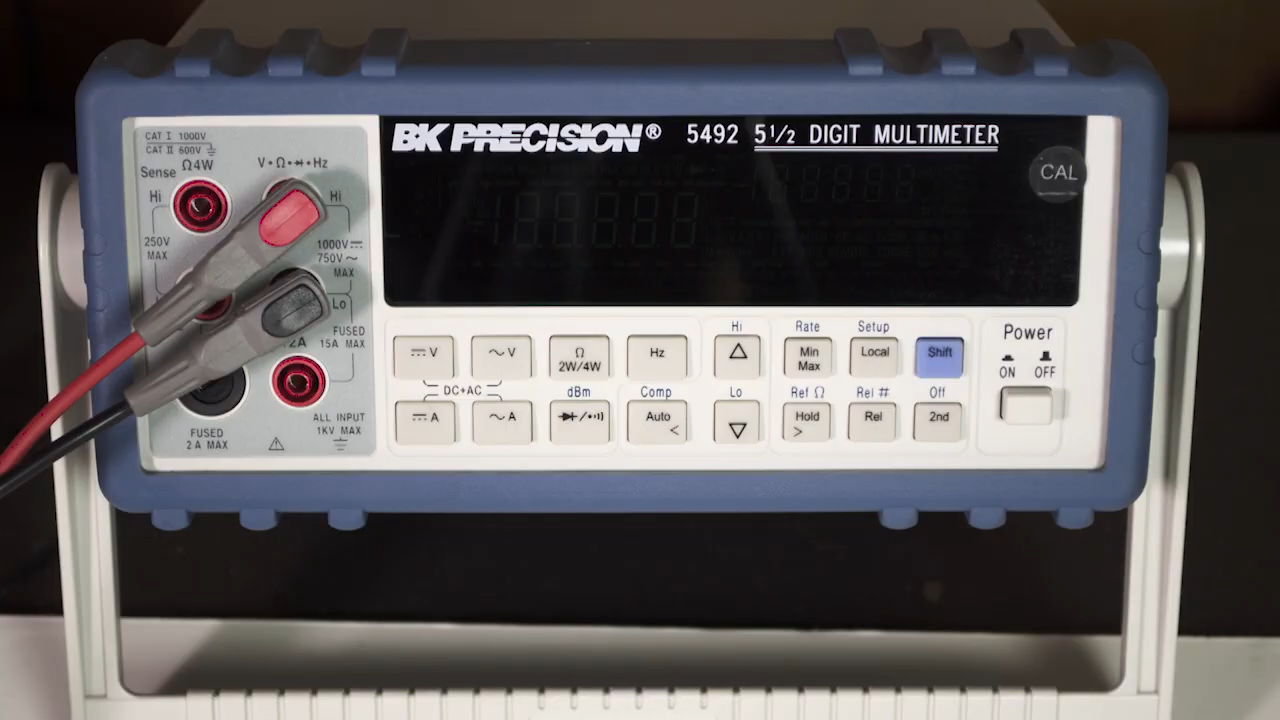 BK PRECISION® 5492 5 1/2 DIGIT MULTIMETER
CAL
CAT I 1000V
CAT II 600V
Sense Ω4W
V•Ω•➔•Hz
Hi
Hi
250V
MAX
1000V
750V ~
MAX
Lo
FUSED
15A MAX
2A
FUSED
2 A MAX
ALL INPUT
1KV MAX
Hi
Rate
Setup
Power
V
~V
Ω
2W/4W
Hz
Min
Max
Local
Shift
ON
OFF
DC+AC
dBm
Comp
Lo
Ref Ω
Rel #
Off
A
~A
Auto
<
Hold
>
Rel
2nd